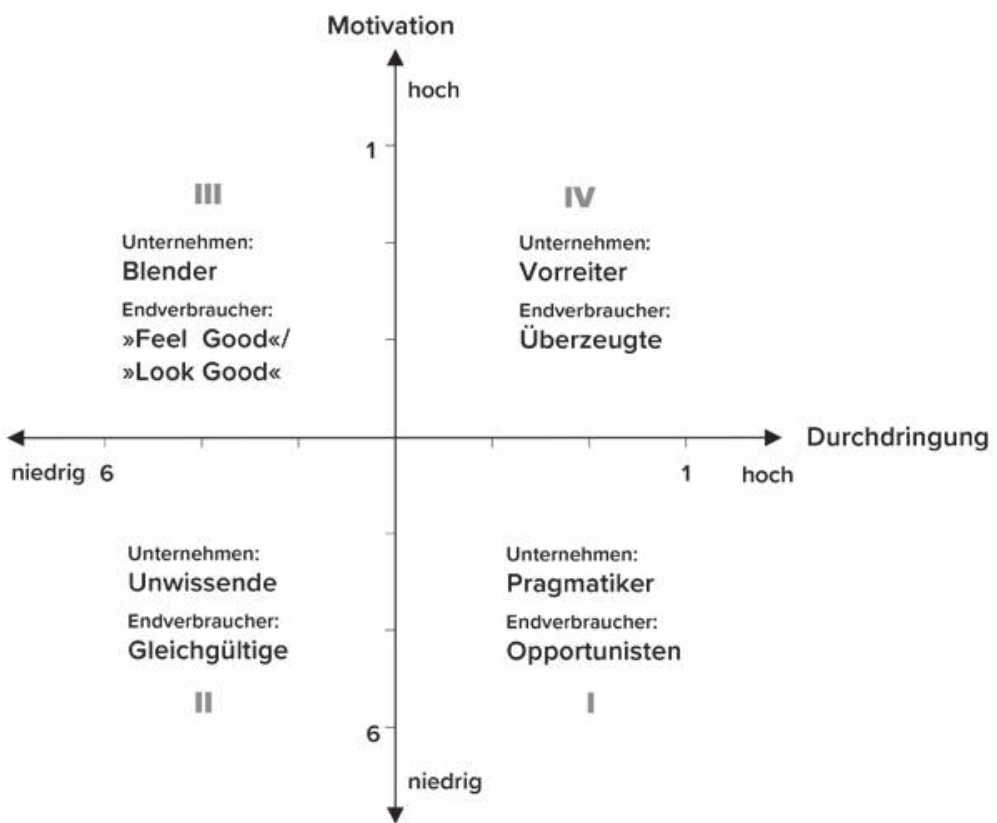 Motivation
hoch
1
III
Unternehmen:
Blender
Endverbraucher:
»Feel Good«/
»Look Good«
IV
Unternehmen:
Vorreiter
Endverbraucher:
Überzeugte
Durchdringung
niedrig 6
1 hoch
Unternehmen:
Unwissende
Endverbraucher:
Gleichgültige
II
Unternehmen:
Pragmatiker
Endverbraucher:
Opportunisten
I
6
niedrig